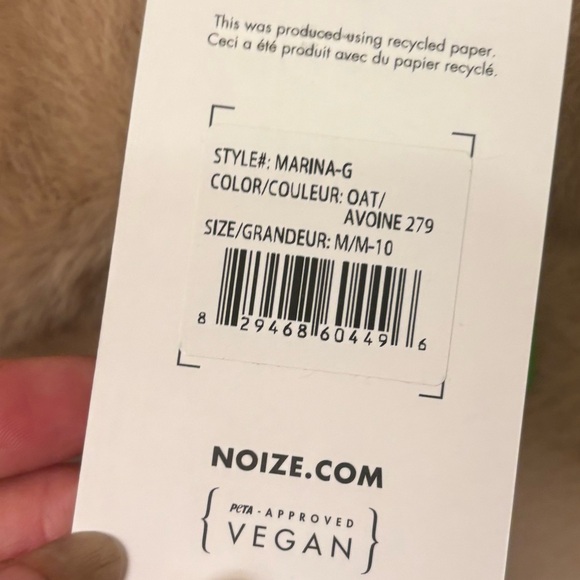 This was produced using recycled paper.
Ceci a été produit avec du papier recyclé.
STYLE#: MARINA-G
COLOR/COULEUR: OAT/
AVOINE 279
SIZE/GRANDEUR: M/M-10
8 29468 60449 6
NOIZE.COM
PETA - APPROVED
VEGAN